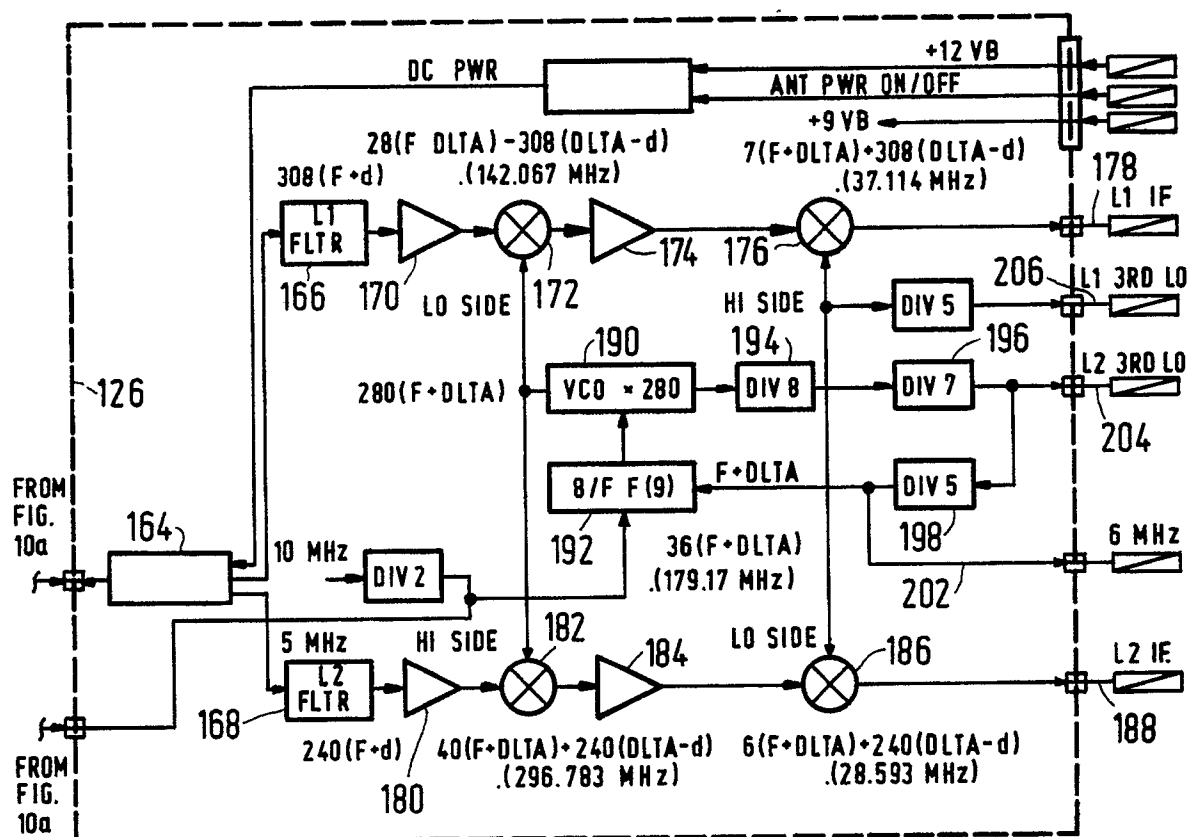 +12 VB
DC PWR
ANT PWR ON/OFF
+9 VB
28(F DLTA)-308(DLTA-d)
.(142.067 MHz)
7(F+DLTA)+308(DLTA-d)
.(37.114 MHz)
178
308(F+d)
L1 IF
L1
FLTR
166
170
172
174
176
LO SIDE
HI SIDE
206
L1 3RD LO
DIV 5
190
194
196
L2 3RD LO
126
280(F+DLTA)
VCO × 280
DIV 8
DIV 7
204
8/F F(9)
F+DLTA
DIV 5
192
198
FROM
FIG.
10a
164
10 MHz
DIV 2
36(F+DLTA)
.(179.17 MHz)
6 MHz
202
5 MHz
HI SIDE
182
184
LO SIDE
186
L2 IF.
L2
FLTR
168
188
240(F+d)
180
40(F+DLTA)+240(DLTA-d)
.(296.783 MHz)
6(F+DLTA)+240(DLTA-d)
.(28.593 MHz)
FROM
FIG.
10a